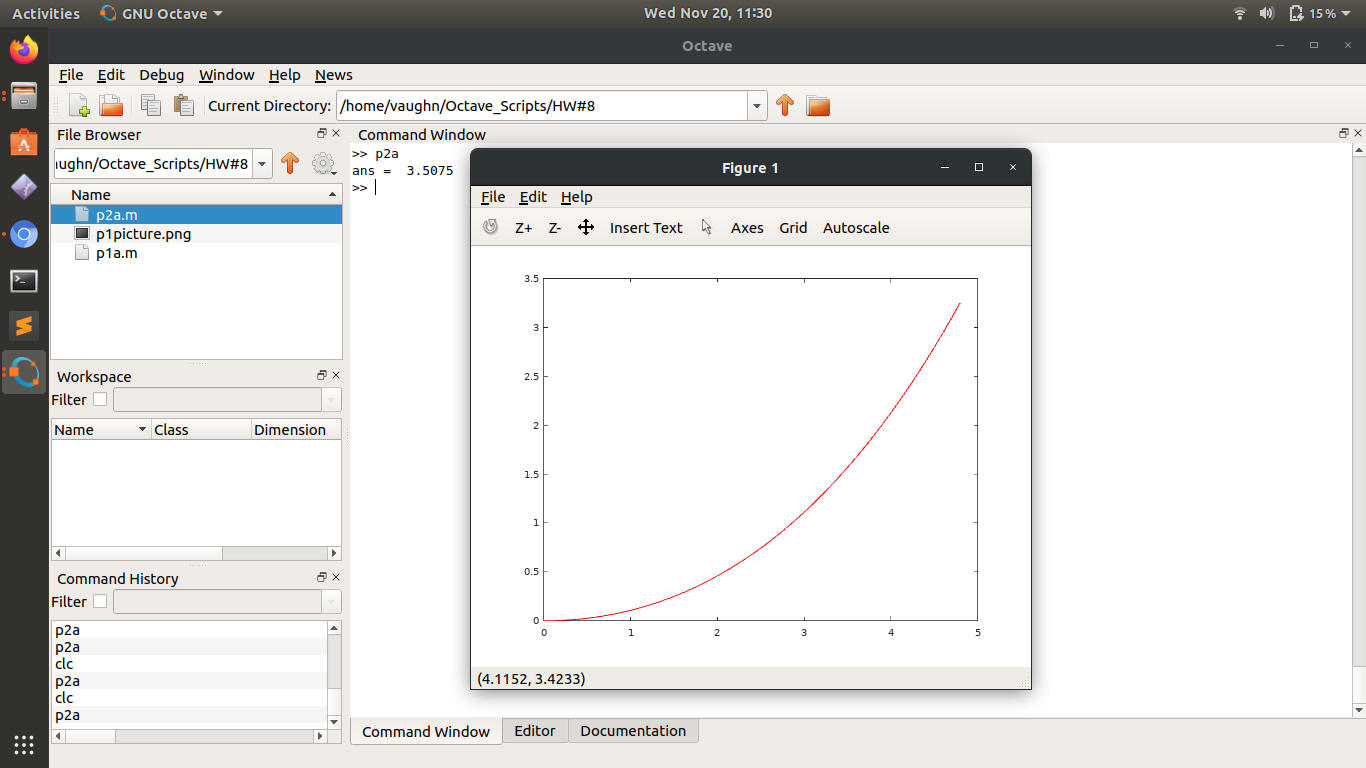 Activities GNU Octave Wed Nov 20, 11:30 15%
Octave
File Edit Debug Window Help News
Current Directory: /home/vaughn/Octave_Scripts/HW#8
File Browser
ughn/Octave_Scripts/HW#8
Name
p2a.m
p1picture.png
p1a.m
Workspace
Filter
Name Class Dimension
Command History
Filter
p2a
p2a
clc
p2a
clc
p2a
Command Window
>> p2a
ans = 3.5075
>>
Figure 1
File Edit Help
Z+ Z- Insert Text Axes Grid Autoscale
3.5
3
2.5
2
1.5
1
0.5
0
0 1 2 3 4 5
(4.1152, 3.4233)
Command Window Editor Documentation